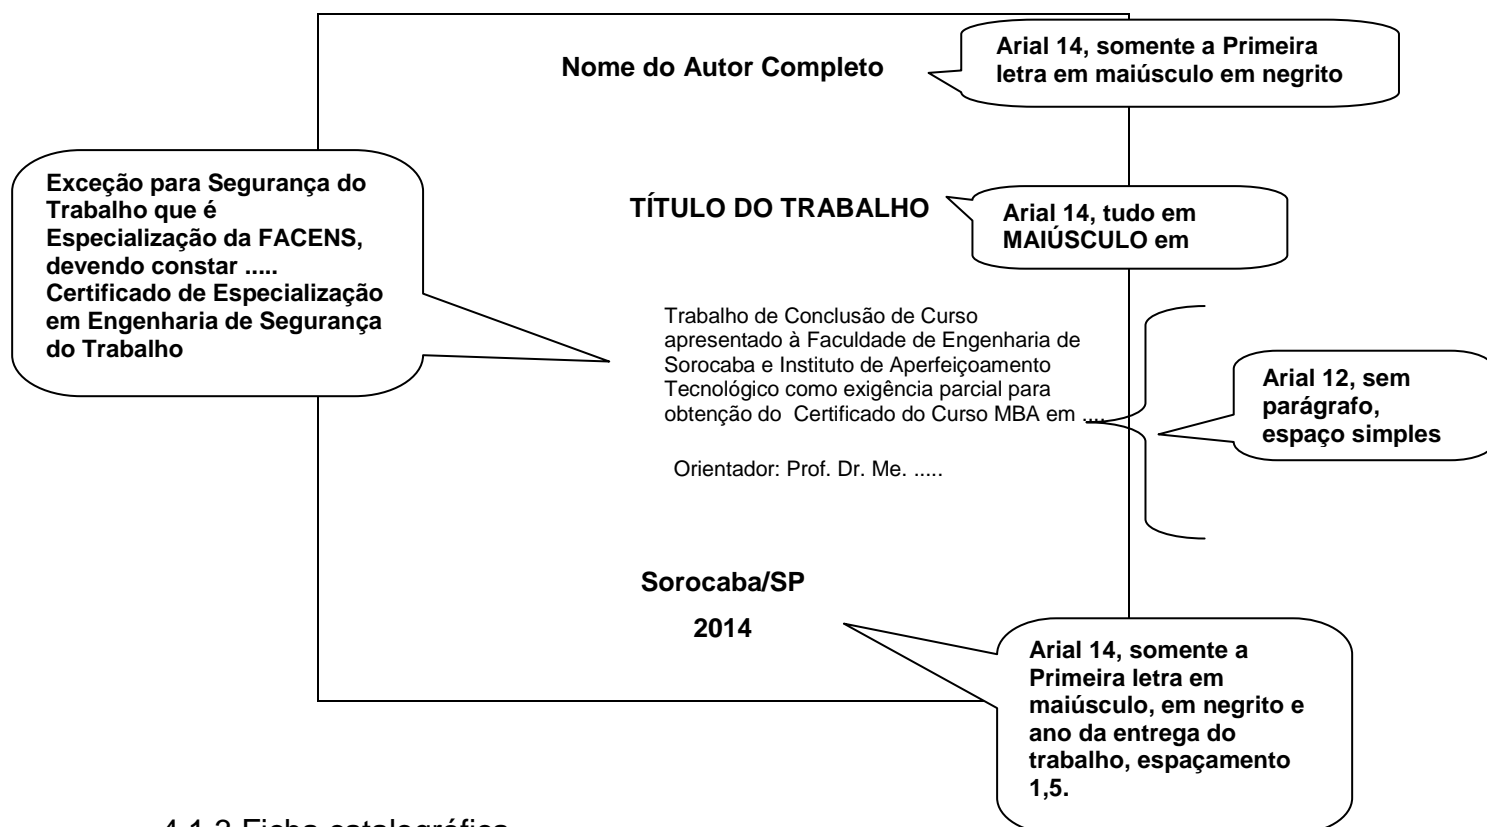 Nome do Autor Completo
Arial 14, somente a Primeira
letra em maiúsculo em negrito
Exceção para Segurança do
Trabalho que é
Especialização da FACENS,
devendo constar .....
Certificado de Especialização
em Engenharia de Segurança
do Trabalho
TÍTULO DO TRABALHO
Arial 14, tudo em
MAIÚSCULO em
Trabalho de Conclusão de Curso
apresentado à Faculdade de Engenharia de
Sorocaba e Instituto de Aperfeiçoamento
Tecnológico como exigência parcial para
obtenção do  Certificado do Curso MBA em ....
Arial 12, sem
parágrafo,
espaço simples
Orientador: Prof. Dr. Me. .....
Sorocaba/SP
2014
Arial 14, somente a
Primeira letra em
maiúsculo, em negrito e
ano da entrega do
trabalho, espaçamento
1,5.
Ficha catalográfica